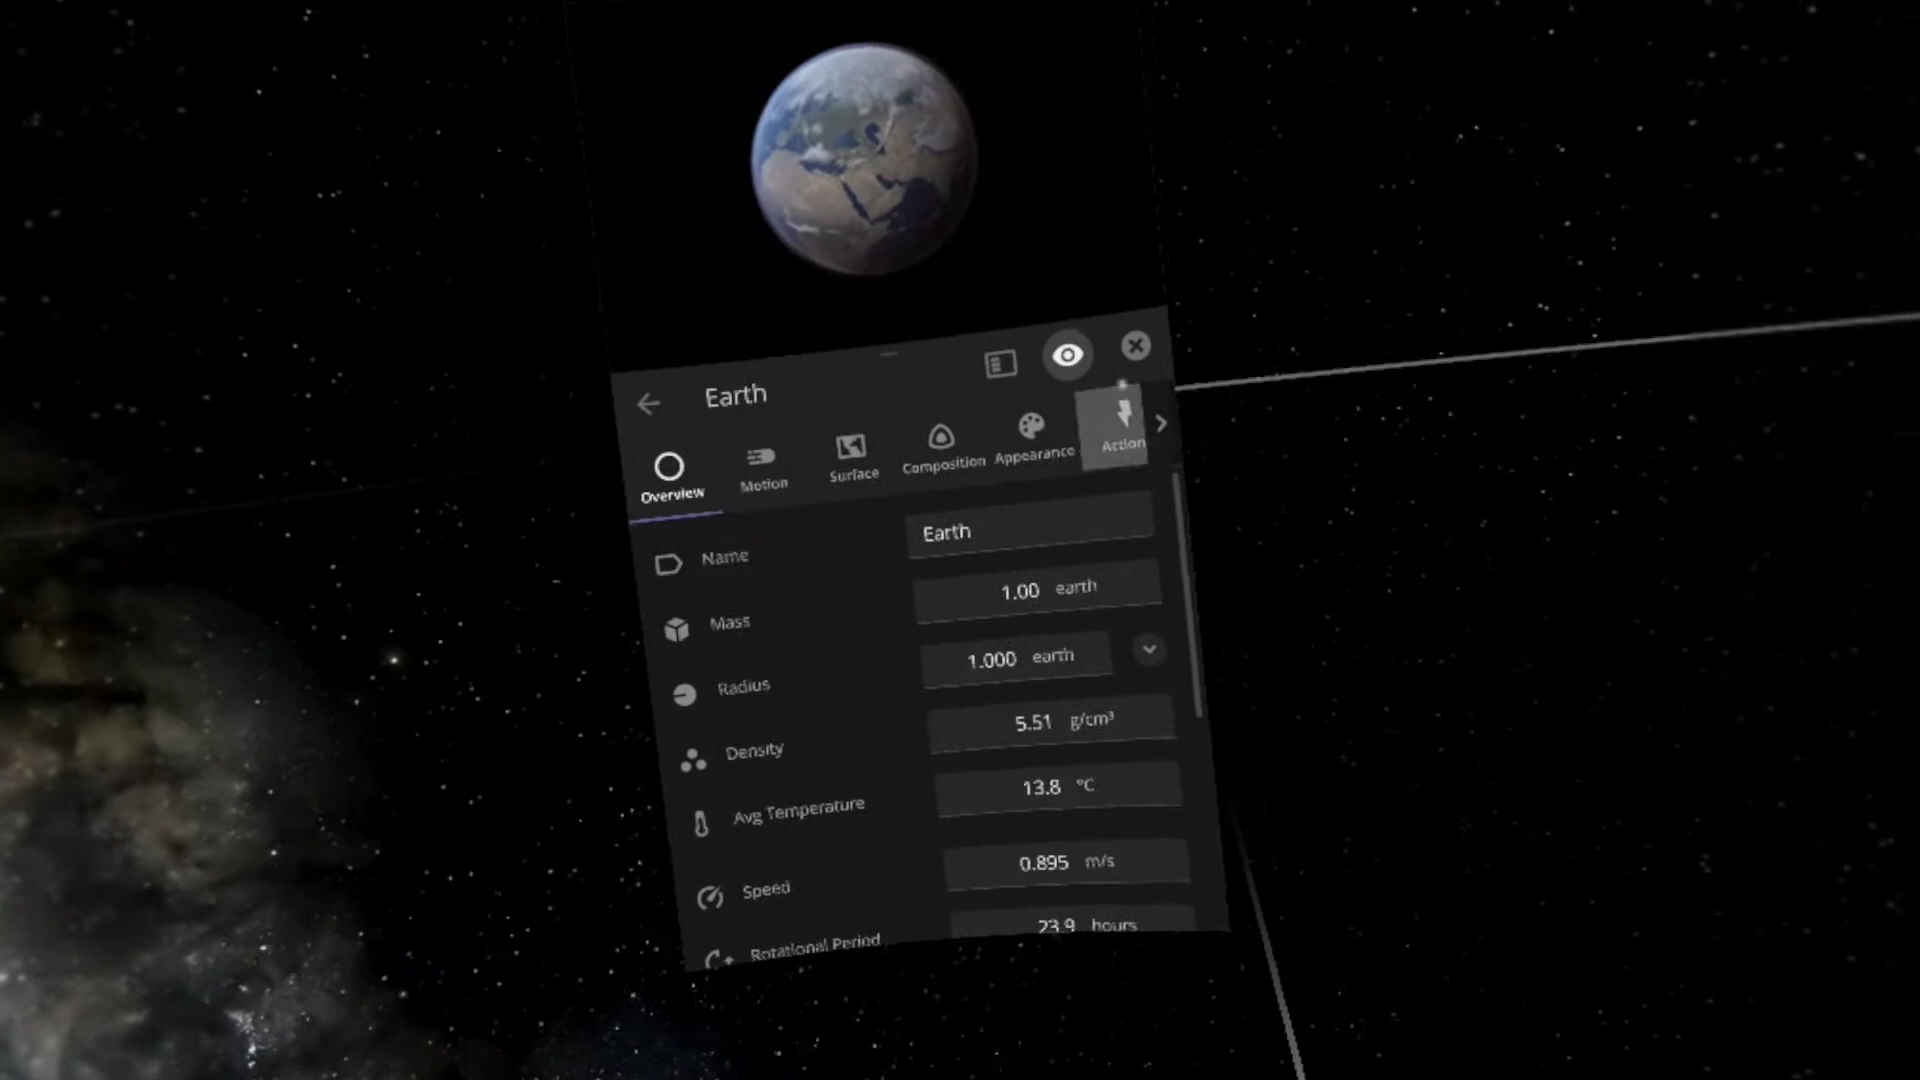 Earth
Overview
Motion
Surface
Composition
Appearance
Action
Name
Earth
Mass
1.00 earth
Radius
1.000 earth
Density
5.51 g/cm³
Avg Temperature
13.8 °C
Speed
0.895 m/s
Rotational Period
23.9 hours